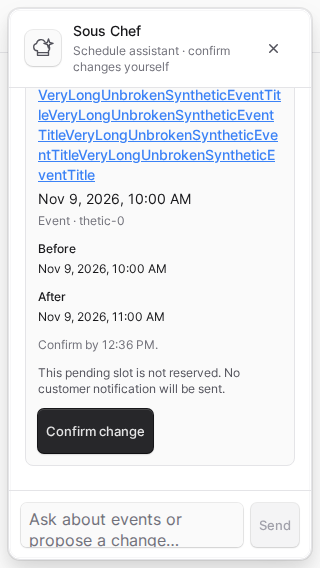 Sous Chef
Schedule assistant · confirm
changes yourself
VeryLongUnbrokenSyntheticEventTit
leVeryLongUnbrokenSyntheticEvent
TitleVeryLongUnbrokenSyntheticEve
ntTitleVeryLongUnbrokenSyntheticE
ventTitle
Nov 9, 2026, 10:00 AM
Event · thetic-0
Before
Nov 9, 2026, 10:00 AM
After
Nov 9, 2026, 11:00 AM
Confirm by 12:36 PM.
This pending slot is not reserved. No
customer notification will be sent.
Confirm change
Ask about events or
propose a change...
Send